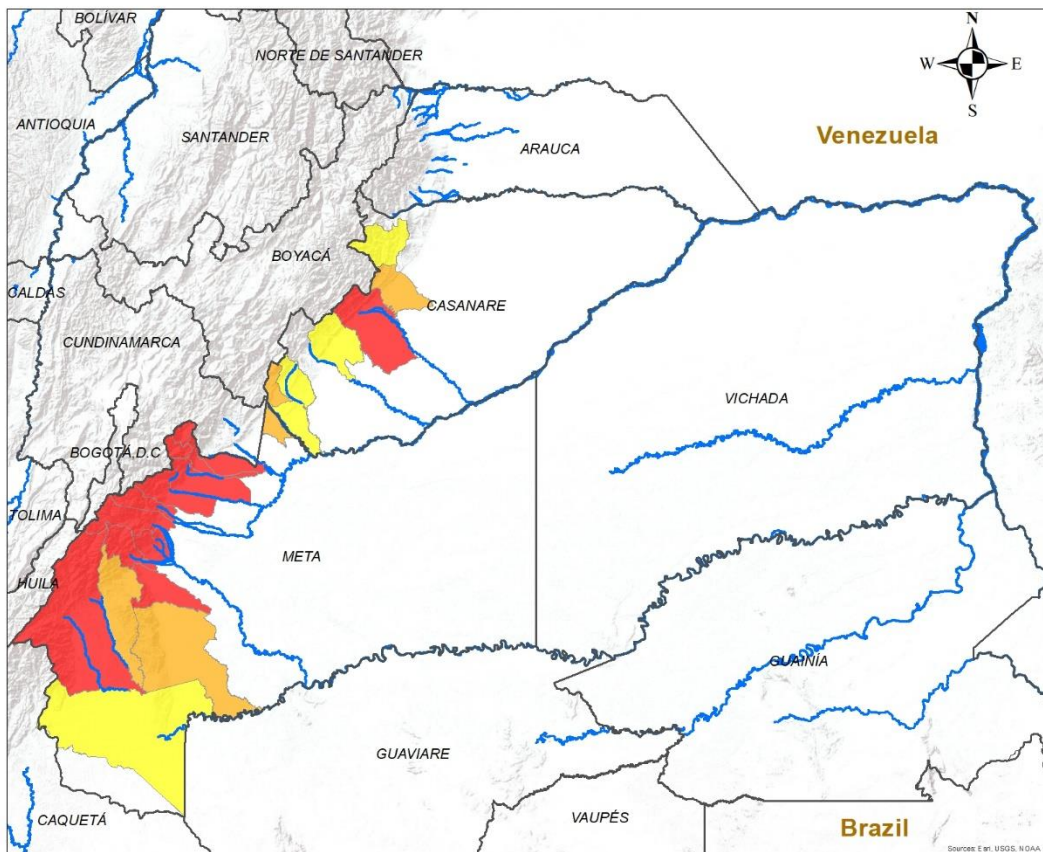 BOLÍVAR
NORTE DE SANTANDER
N
W
E
S
ANTIOQUIA
SANTANDER
ARAUCA
Venezuela
BOYACÁ
CALDAS
CASANARE
CUNDINAMARCA
VICHADA
BOGOTÁ D.C
TOLIMA
META
HUILA
GUAINÍA
GUAVIARE
CAQUETÁ
VAUPÉS
Brazil
Sources: Esri, USGS, NOAA